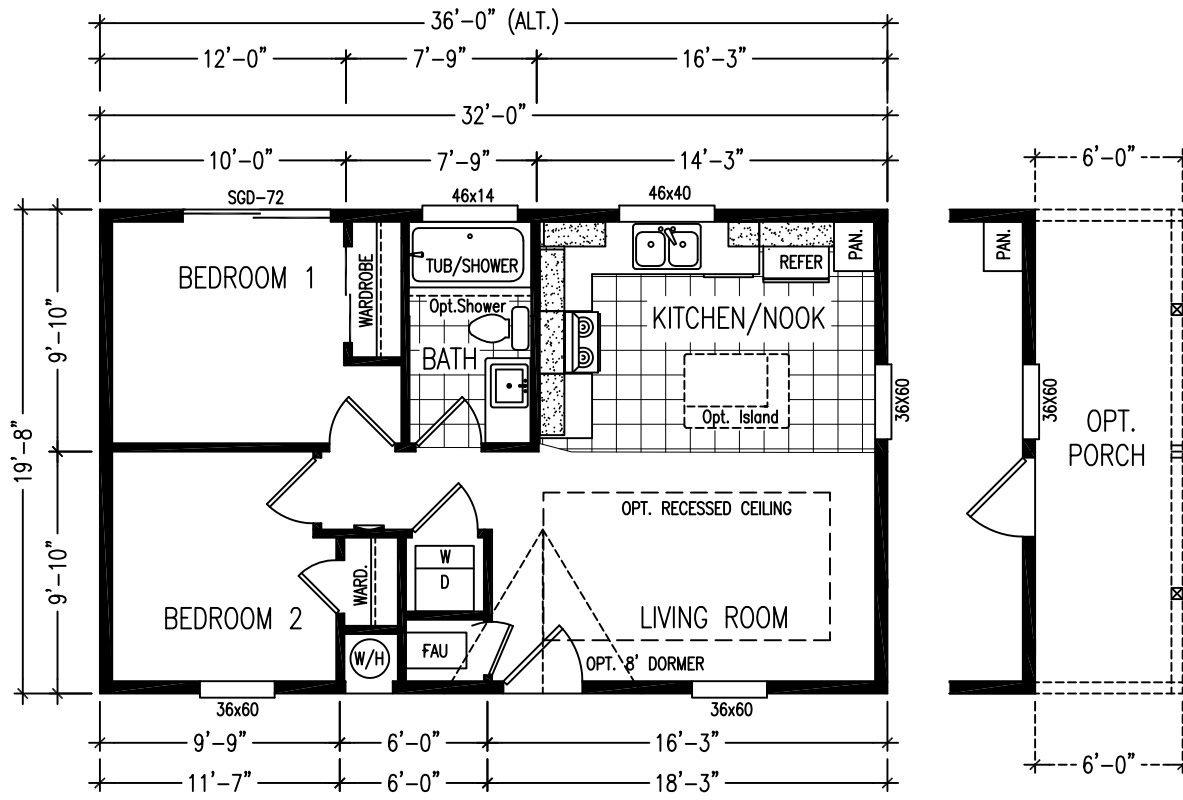 36'-0" (ALT.)
12'-0" 7'-9" 16'-3"
32'-0"
10'-0" 7'-9" 14'-3" 6'-0"
SGD-72 46x14 46x40
TUB/SHOWER REFER PAN. PAN.
BEDROOM 1 WARDROBE
Opt.Shower
KITCHEN/NOOK
BATH
Opt. Island
36X60 36X60
OPT.
PORCH
9'-10"
19'-8"
9'-10"
OPT. RECESSED CEILING
W
D
WARD.
BEDROOM 2 LIVING ROOM
FAU
W/H
OPT. 8' DORMER
36x60 36x60
9'-9" 6'-0" 16'-3"
11'-7" 6'-0" 18'-3"
6'-0"